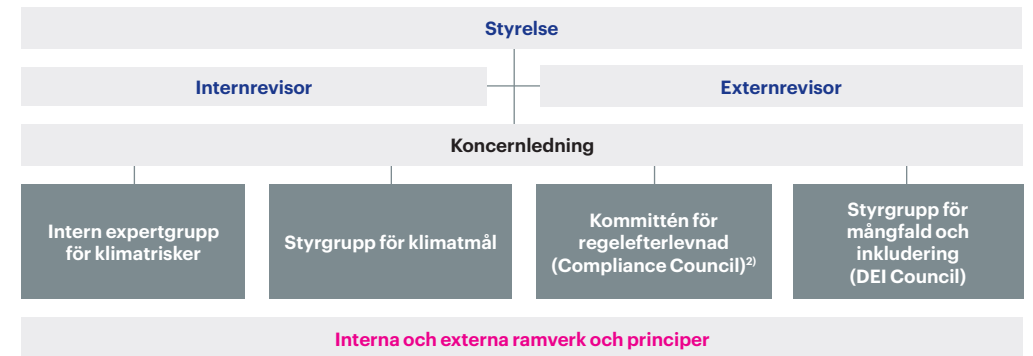 Styrelse
Internrevisor
Externrevisor
Koncernledning
Intern expertgrupp
för klimatrisker
Styrgrupp för klimatmål
Kommittén för
regelefterlevnad
(Compliance Council)²⁾
Styrgrupp för
mångfald och
inkludering
(DEI Council)
Interna och externa ramverk och principer